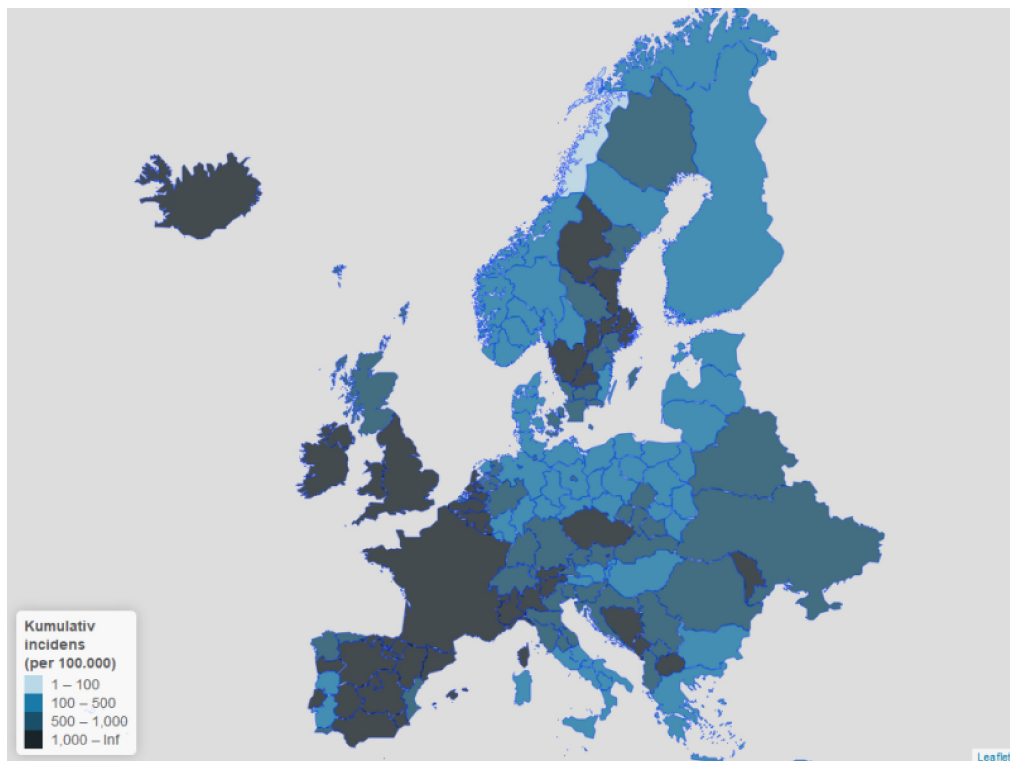 Kumulativ
incidens
(per 100.000)
1 – 100
100 – 500
500 – 1,000
1,000 – Inf
Leaflet